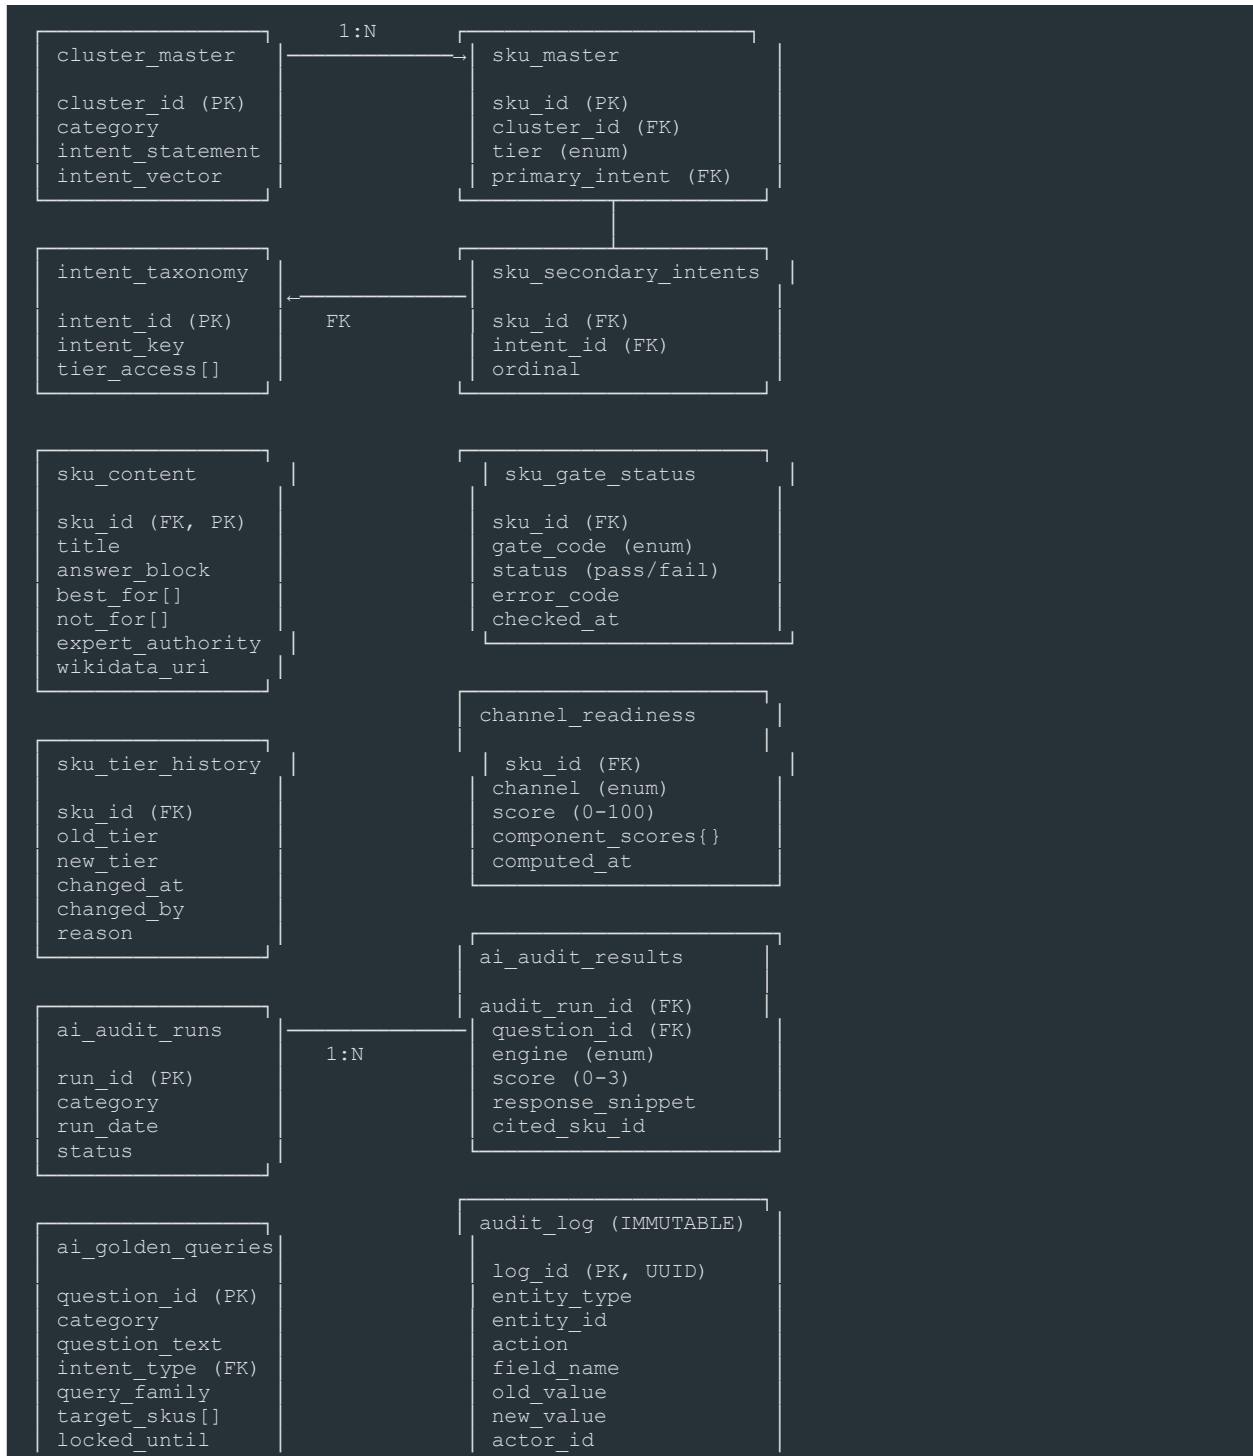 1:N
cluster_master
cluster_id (PK)
category
intent_statement
intent_vector
sku_master
sku_id (PK)
cluster_id (FK)
tier (enum)
primary_intent (FK)
intent_taxonomy
intent_id (PK)
intent_key
tier_access[]
FK
sku_secondary_intents
sku_id (FK)
intent_id (FK)
ordinal
sku_content
sku_id (FK, PK)
title
answer_block
best_for[]
not_for[]
expert_authority
wikidata_uri
sku_gate_status
sku_id (FK)
gate_code (enum)
status (pass/fail)
error_code
checked_at
channel_readiness
sku_id (FK)
channel (enum)
score (0-100)
component_scores{}
computed_at
sku_tier_history
sku_id (FK)
old_tier
new_tier
changed_at
changed_by
reason
ai_audit_results
audit_run_id (FK)
question_id (FK)
engine (enum)
score (0-3)
response_snippet
cited_sku_id
ai_audit_runs
1:N
run_id (PK)
category
run_date
status
ai_golden_queries
question_id (PK)
category
question_text
intent_type (FK)
query_family
target_skus[]
locked_until
audit_log (IMMUTABLE)
log_id (PK, UUID)
entity_type
entity_id
action
field_name
old_value
new_value
actor_id